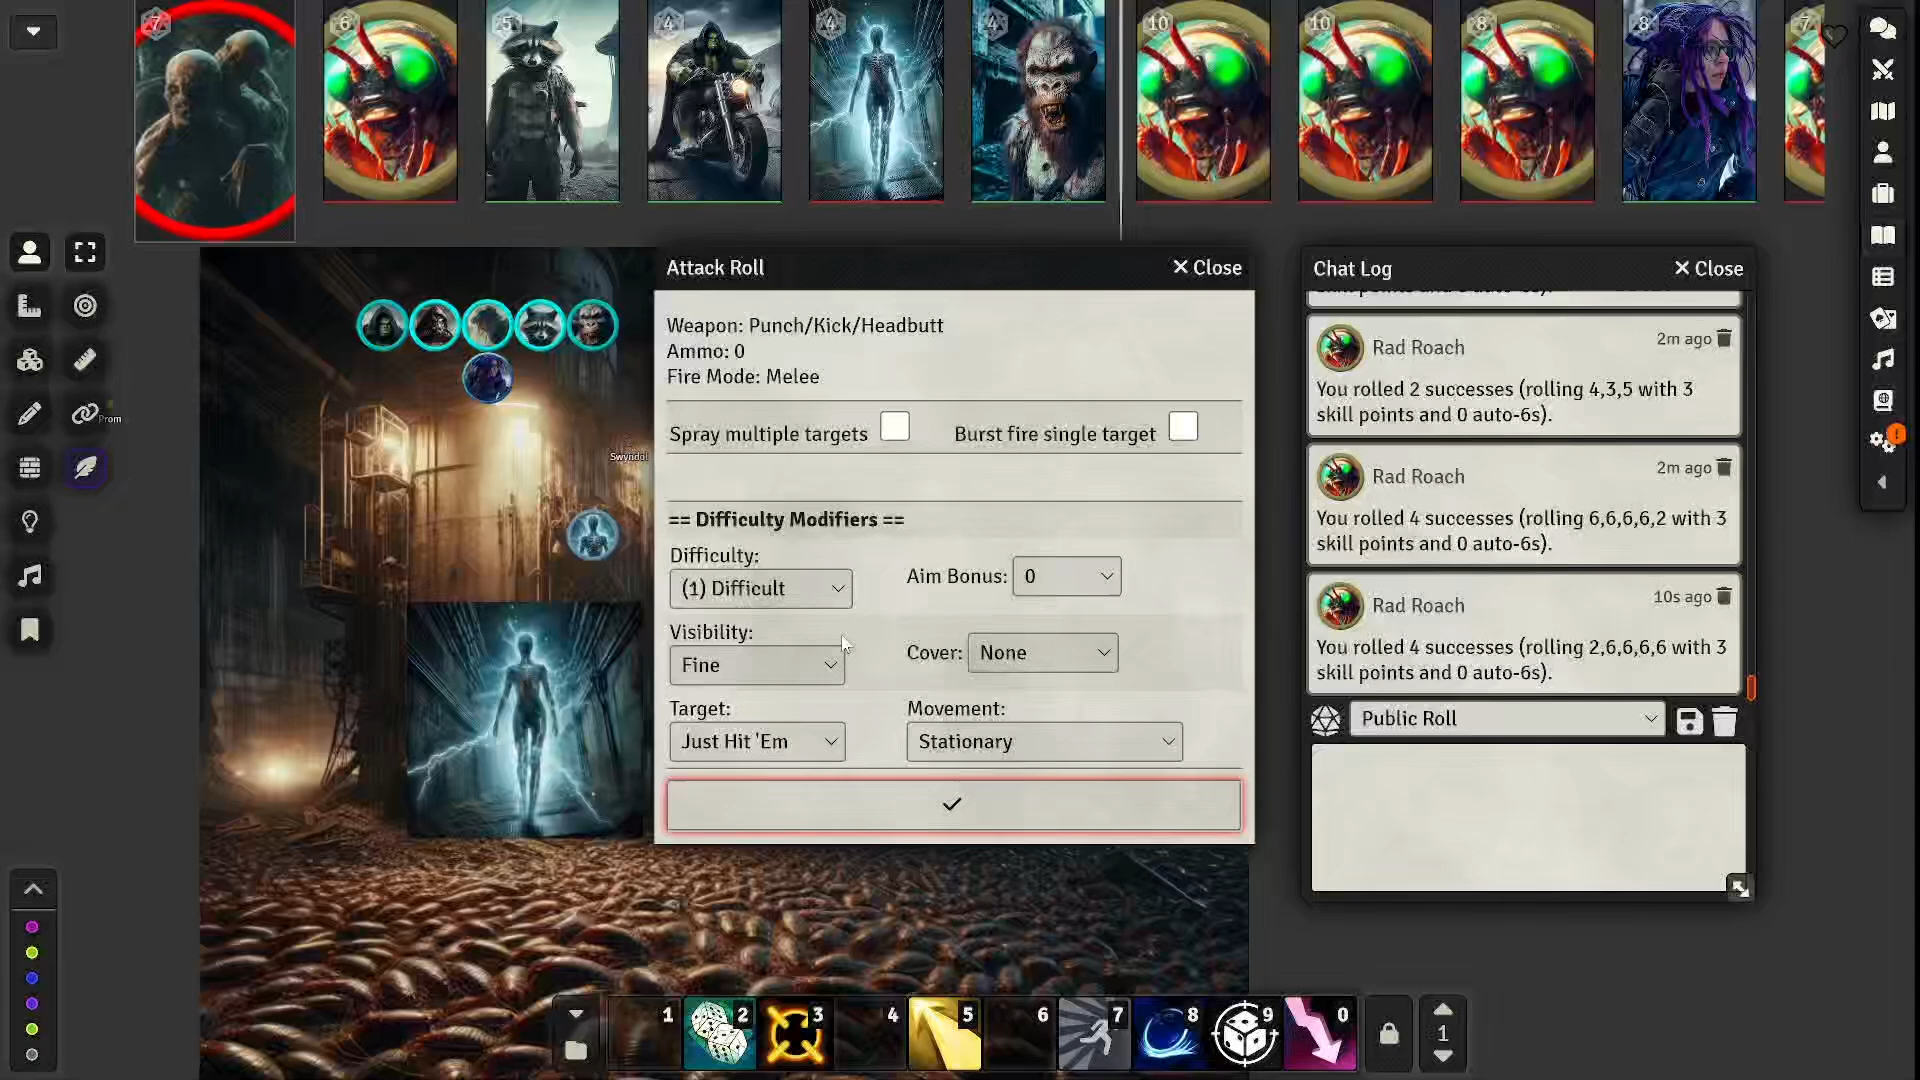 7
6
5
4
4
4
10
10
8
8
7
Prom
Swyndol
Attack Roll
Close
Weapon: Punch/Kick/Headbutt
Ammo: 0
Fire Mode: Melee
Spray multiple targets
Burst fire single target
== Difficulty Modifiers ==
Difficulty:
(1) Difficult
Aim Bonus: 0
Visibility:
Fine
Cover: None
Target:
Just Hit 'Em
Movement:
Stationary
Chat Log
Close
Rad Roach
2m ago
You rolled 2 successes (rolling 4,3,5 with 3
skill points and 0 auto-6s).
Rad Roach
2m ago
You rolled 4 successes (rolling 6,6,6,6,2 with 3
skill points and 0 auto-6s).
Rad Roach
10s ago
You rolled 4 successes (rolling 2,6,6,6,6 with 3
skill points and 0 auto-6s).
Public Roll
1
2
3
4
5
6
7
8
9
0
1